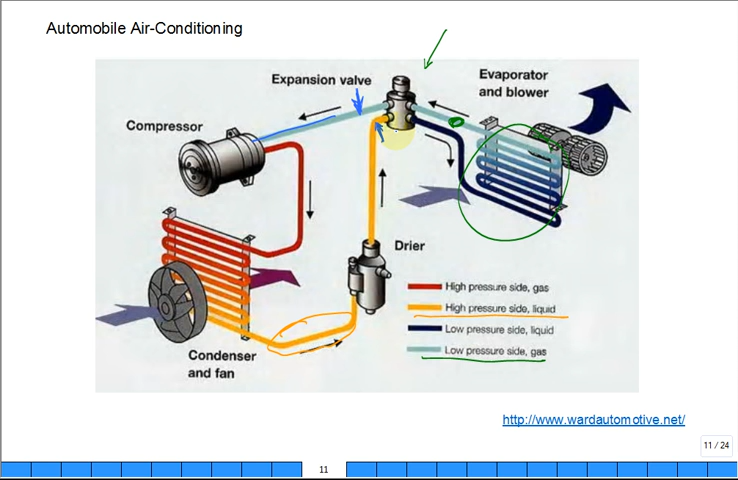 Automobile Air-Conditioning
Expansion valve
Evaporator
and blower
Compressor
Drier
High pressure side, gas
High pressure side, liquid
Low pressure side, liquid
Low pressure side, gas
Condenser
and fan
http://www.wardautomotive.net/
11 / 24
11